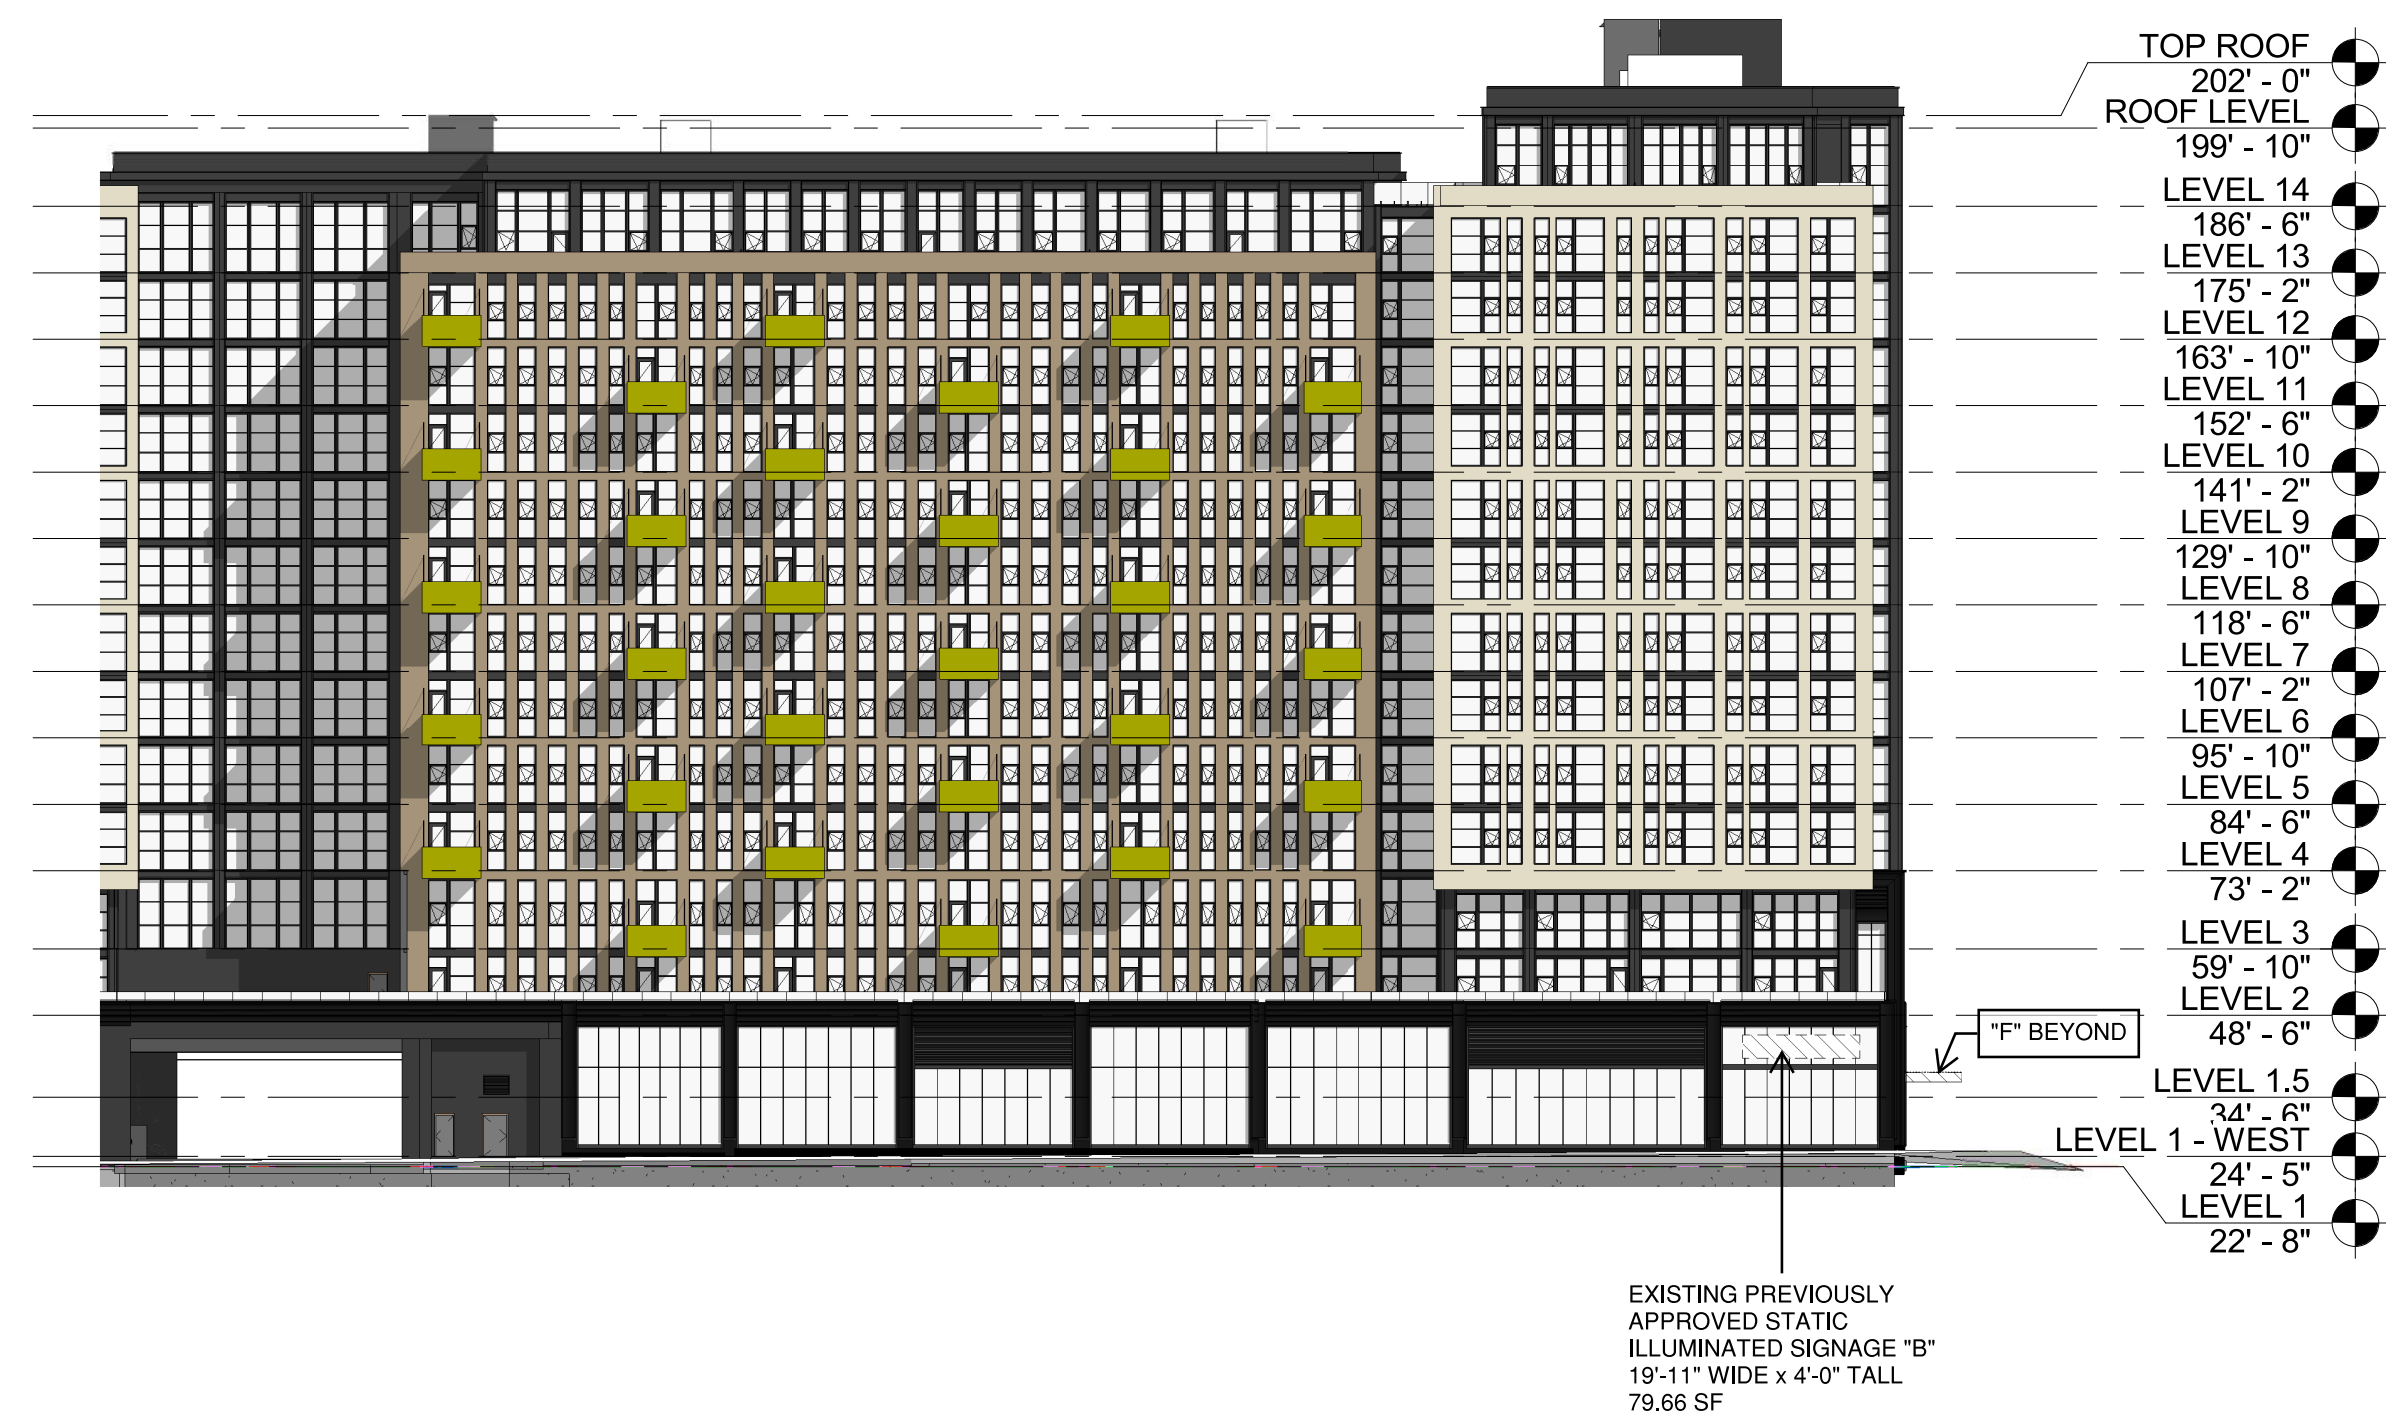 TOP ROOF
202' - 0"
ROOF LEVEL
199' - 10"
LEVEL 14
186' - 6"
LEVEL 13
175' - 2"
LEVEL 12
163' - 10"
LEVEL 11
152' - 6"
LEVEL 10
141' - 2"
LEVEL 9
129' - 10"
LEVEL 8
118' - 6"
LEVEL 7
107' - 2"
LEVEL 6
95' - 10"
LEVEL 5
84' - 6"
LEVEL 4
73' - 2"
LEVEL 3
59' - 10"
LEVEL 2
48' - 6"
"F" BEYOND
LEVEL 1.5
34' - 6"
LEVEL 1 - WEST
24' - 5"
LEVEL 1
22' - 8"
EXISTING PREVIOUSLY
APPROVED STATIC
ILLUMINATED SIGNAGE "B"
19'-11" WIDE x 4'-0" TALL
79.66 SF